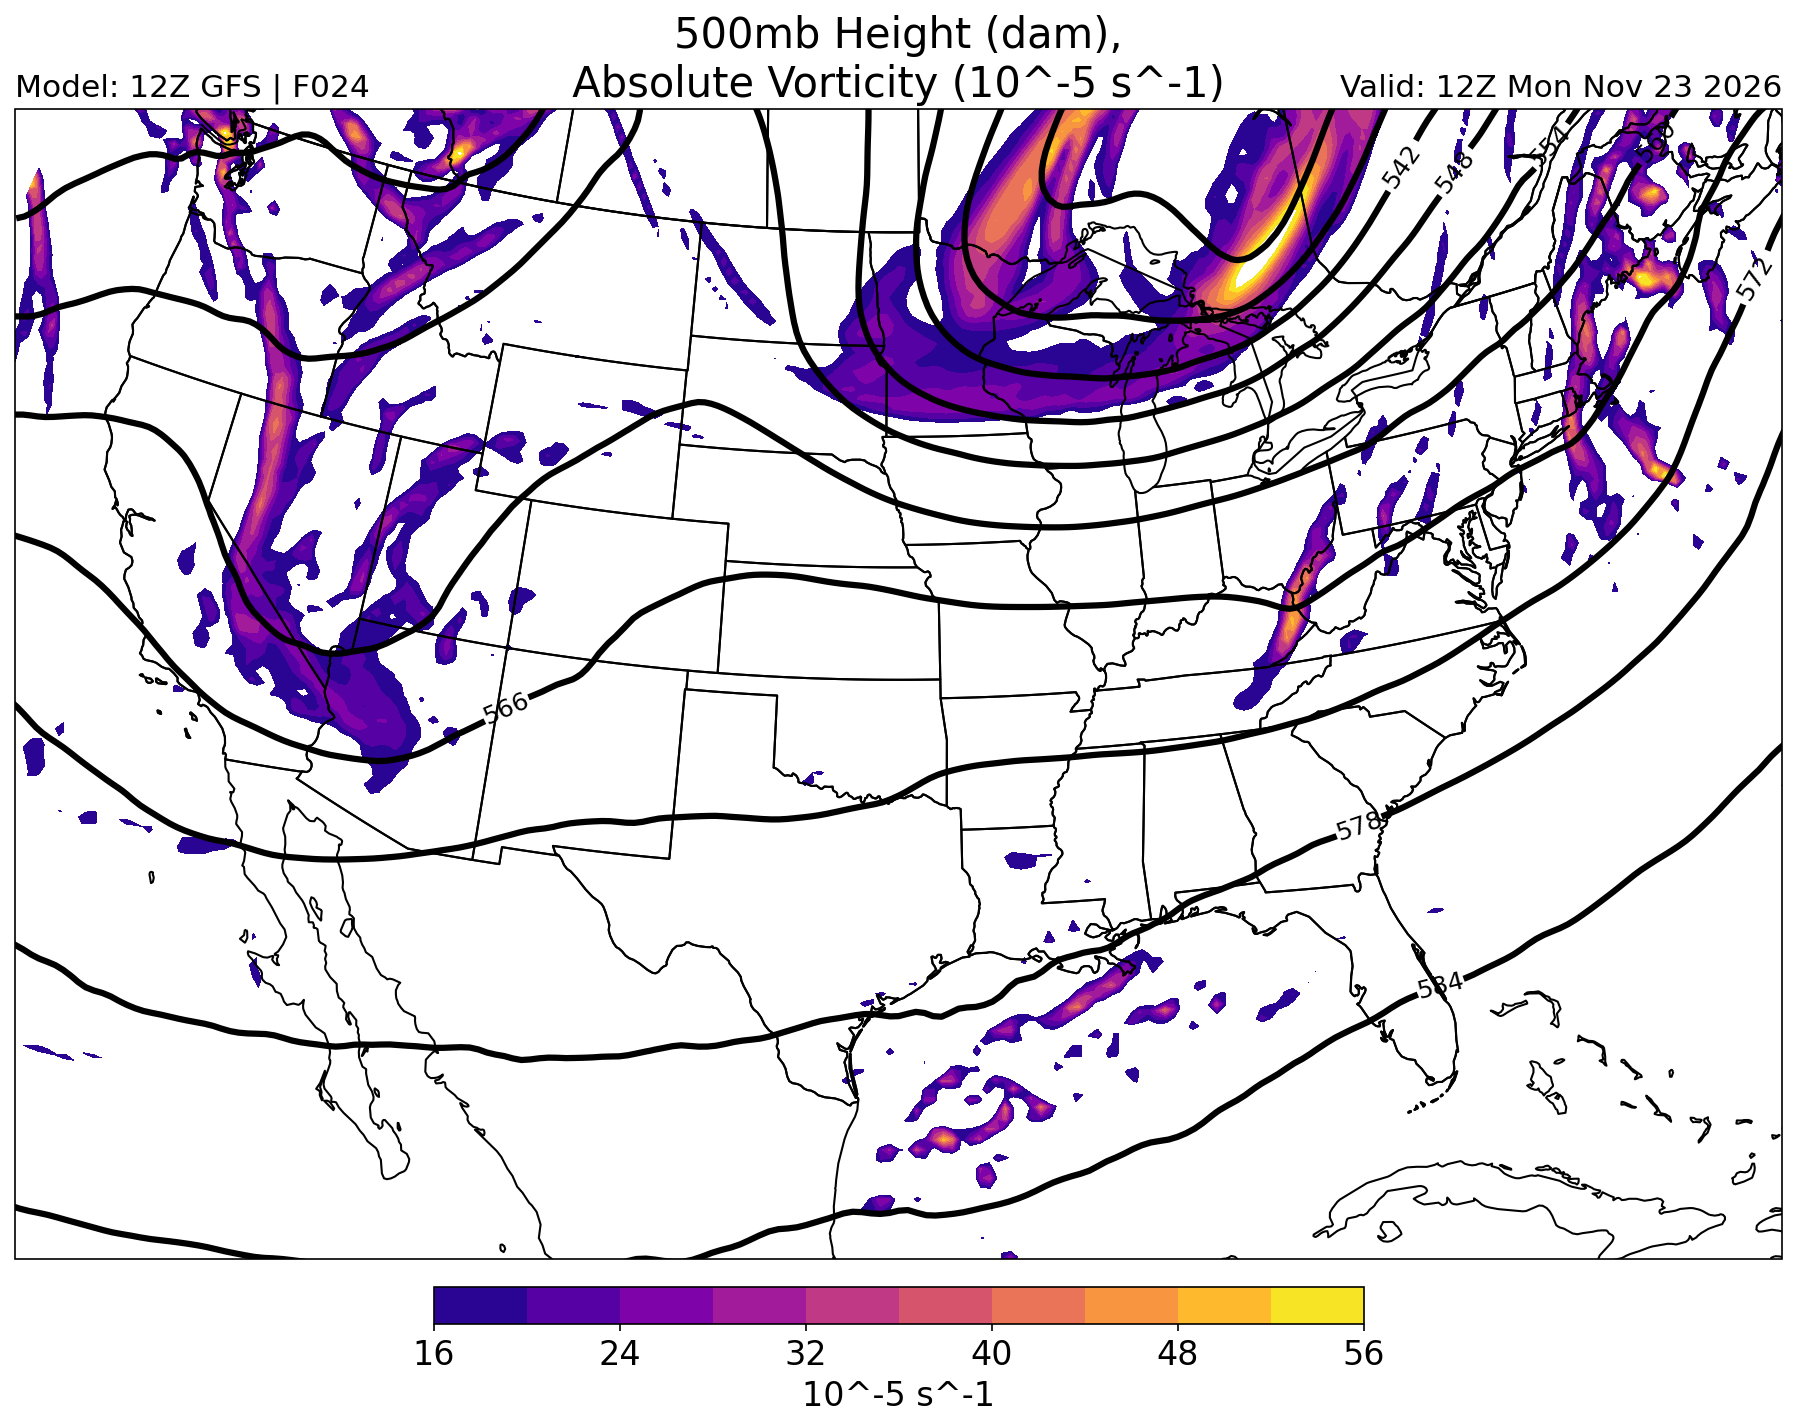 500mb Height (dam),
Model: 12Z GFS | F024
Absolute Vorticity (10^-5 s^-1)
Valid: 12Z Mon Nov 23 2026
542
548
554
572
566
578
584
16
24
32
40
48
56
10^-5 s^-1